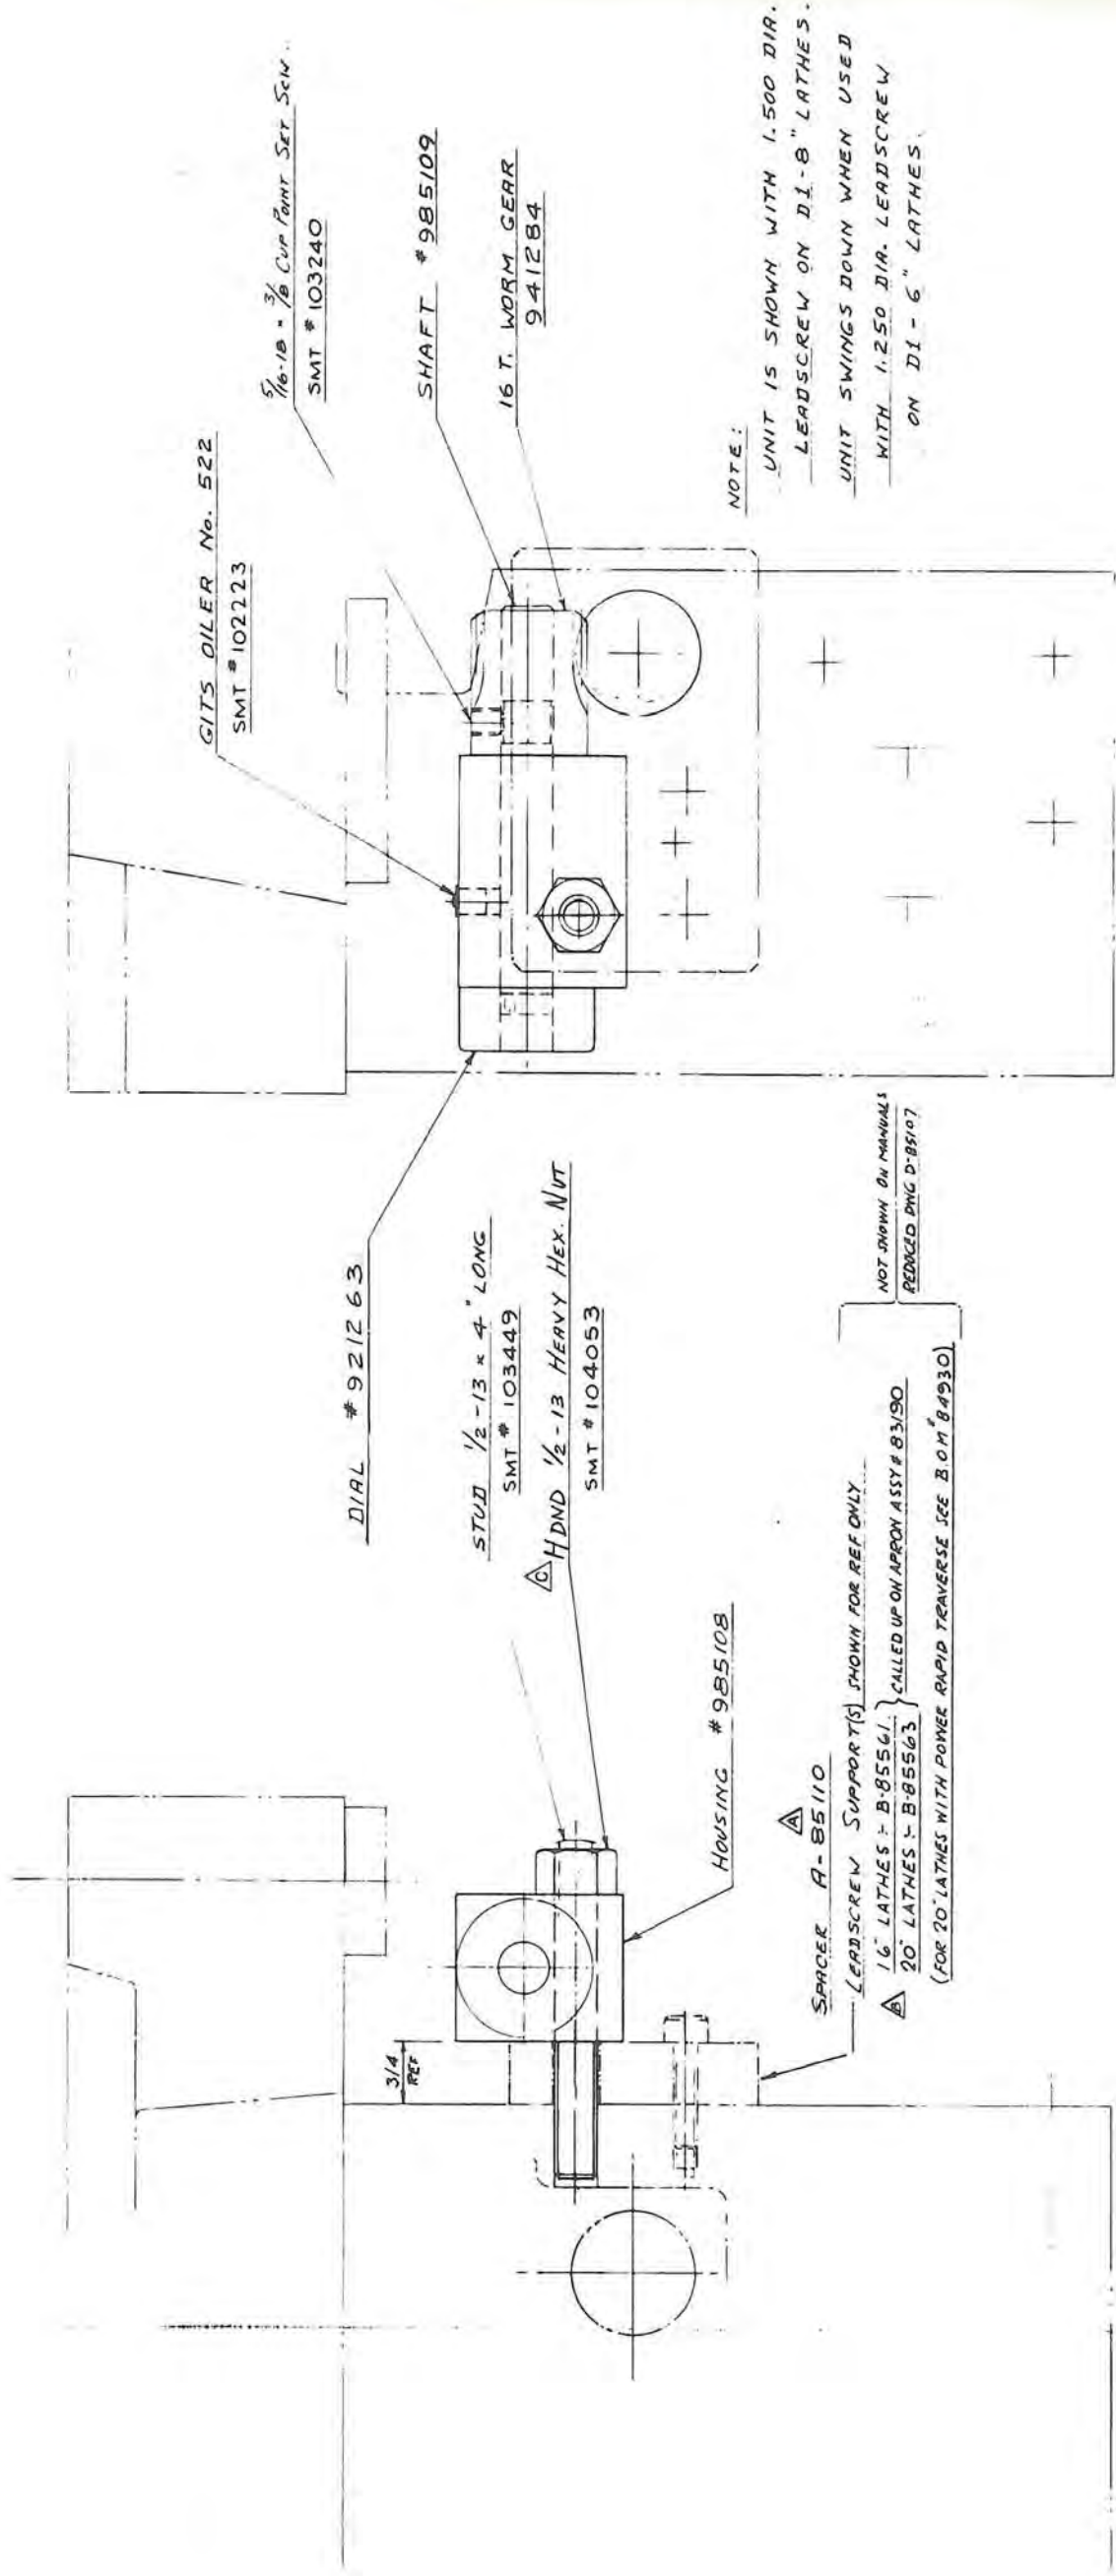 GITS OILER No. 522
SMT #102223
5/16-18 x 3/8 CUP POINT SET SCW.
SMT #103240
SHAFT #985109
16 T. WORM GEAR
941284
NOTE:
UNIT IS SHOWN WITH 1.500 DIA.
LEADSCREW ON D1-8" LATHES.
UNIT SWINGS DOWN WHEN USED
WITH 1.250 DIA. LEADSCREW
ON D1-6" LATHES.
DIAL #921263
STUD 1/2-13 x 4" LONG
SMT #103449
C HDND 1/2-13 HEAVY HEX. NUT
SMT #104053
HOUSING #985108
3/4
REF
SPACER A-85110
A
LEADSCREW SUPPORT(S) SHOWN FOR REF ONLY
B 16" LATHES :- B-85561
20" LATHES :- B-85563 } CALLED UP ON APRON ASSY # 83190
(FOR 20" LATHES WITH POWER RAPID TRAVERSE SEE B.O.M # 84930)
NOT SHOWN ON MANUALS
REDUCED DWG D-85107